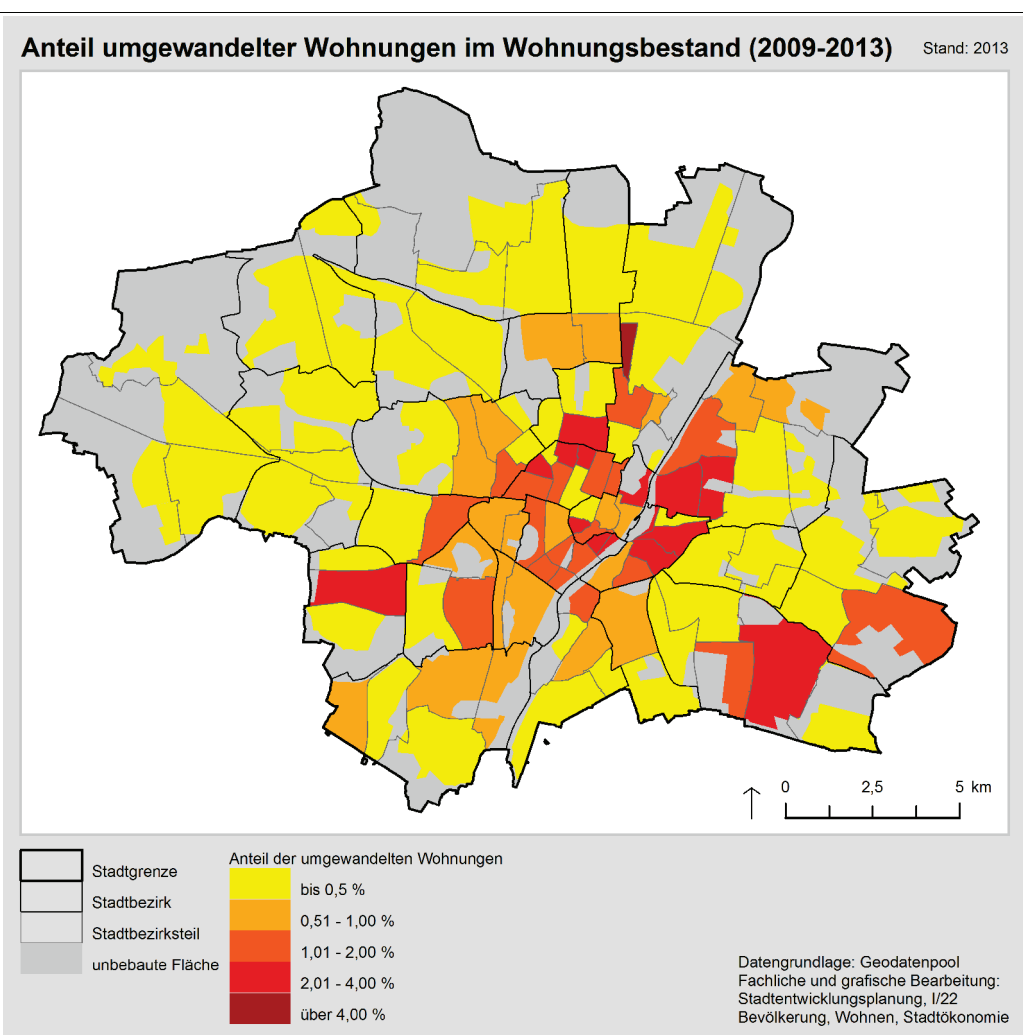 Anteil umgewandelter Wohnungen im Wohnungsbestand (2009-2013) Stand: 2013
0 2,5 5 km
Stadtgrenze
Stadtbezirk
Stadtbezirksteil
unbebaute Fläche
Anteil der umgewandelten Wohnungen
bis 0,5 %
0,51 - 1,00 %
1,01 - 2,00 %
2,01 - 4,00 %
über 4,00 %
Datengrundlage: Geodatenpool
Fachliche und grafische Bearbeitung:
Stadtentwicklungsplanung, I/22
Bevölkerung, Wohnen, Stadtökonomie